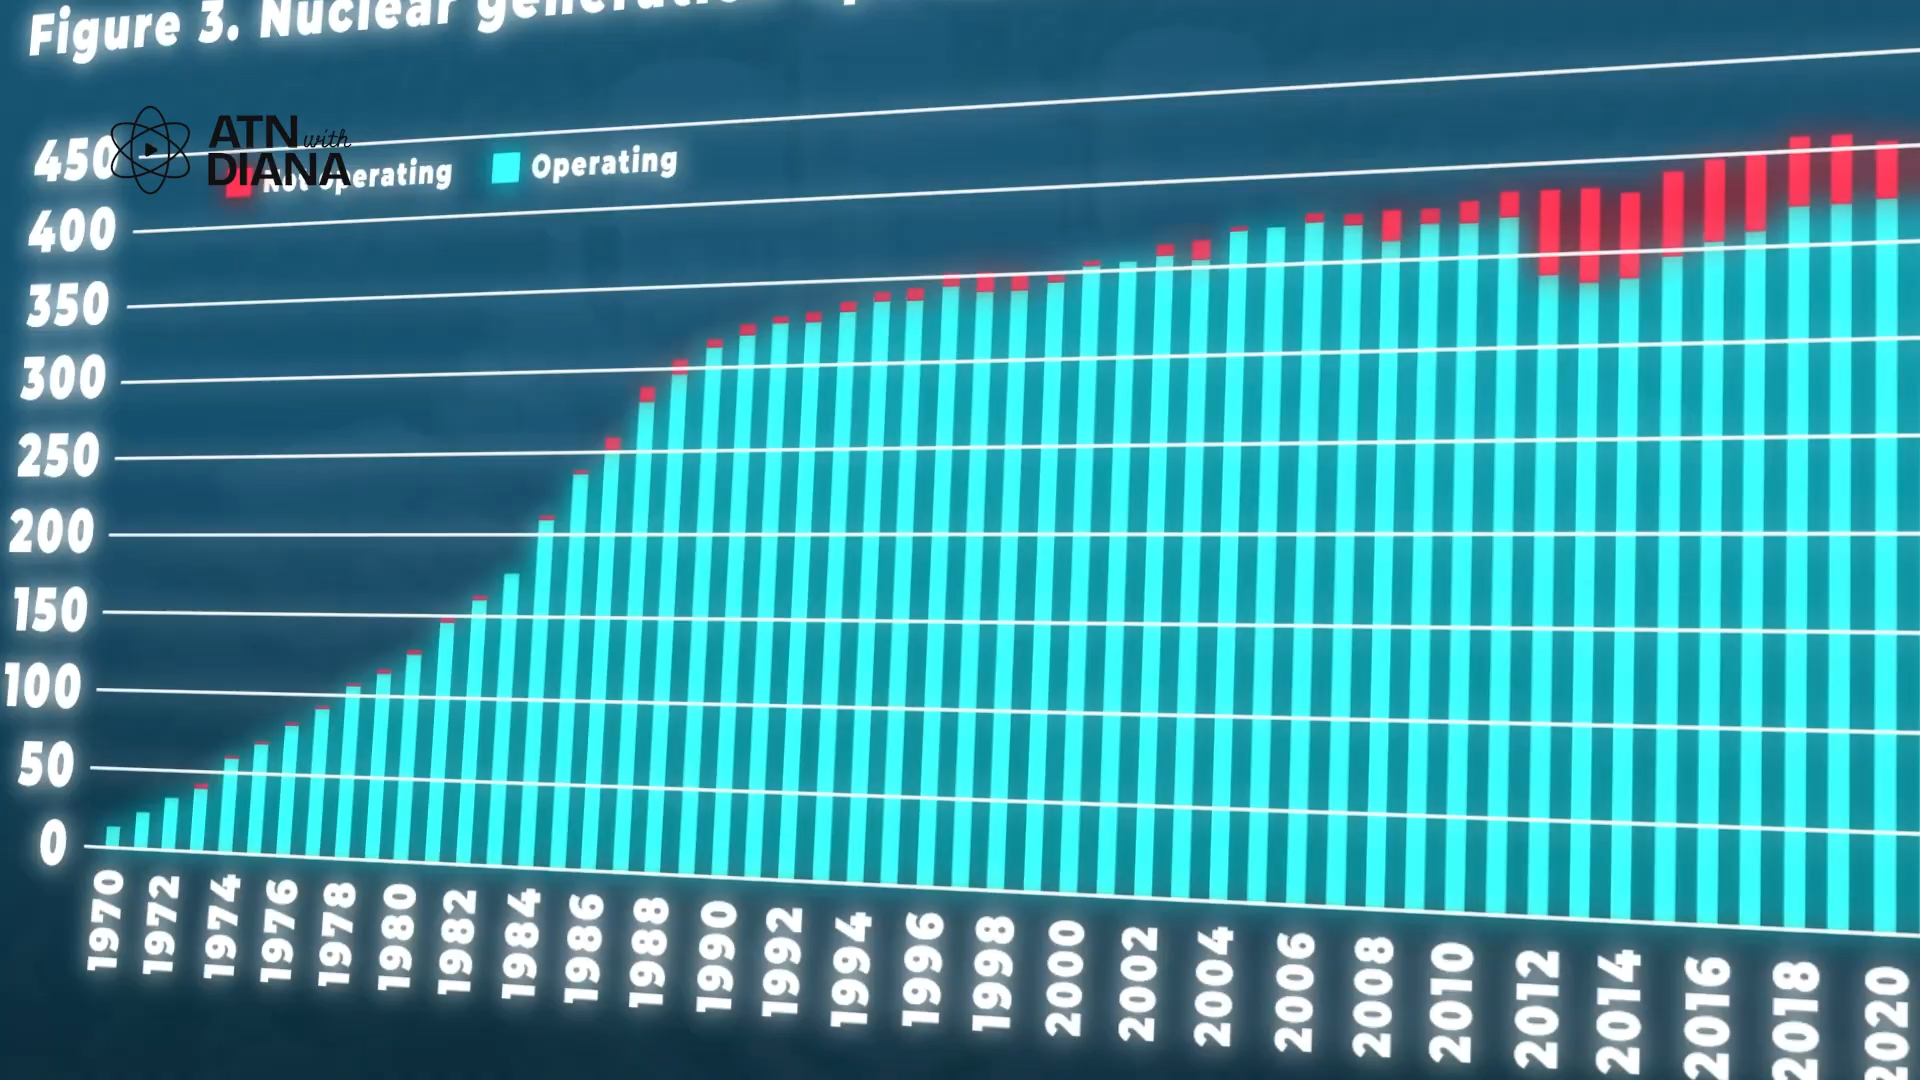 Figure 3. Nuclear
ATN with
DIANA
Operating
Operating
450
400
350
300
250
200
150
100
50
0
1970 1972 1974 1976 1978 1980 1982 1984 1986 1988 1990 1992 1994 1996 1998 2000 2002 2004 2006 2008 2010 2012 2014 2016 2018 2020